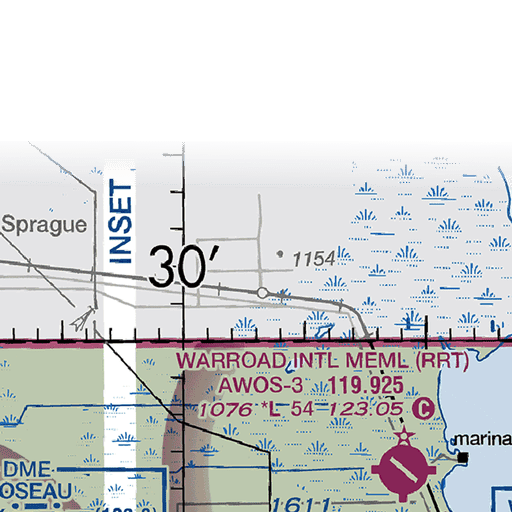 INSET
Sprague
30′
1154
WARROAD INTL MEML (RRT)
AWOS-3 119.925
1076 *L 54 123.05 C
marina
DME
OSEAU
1611